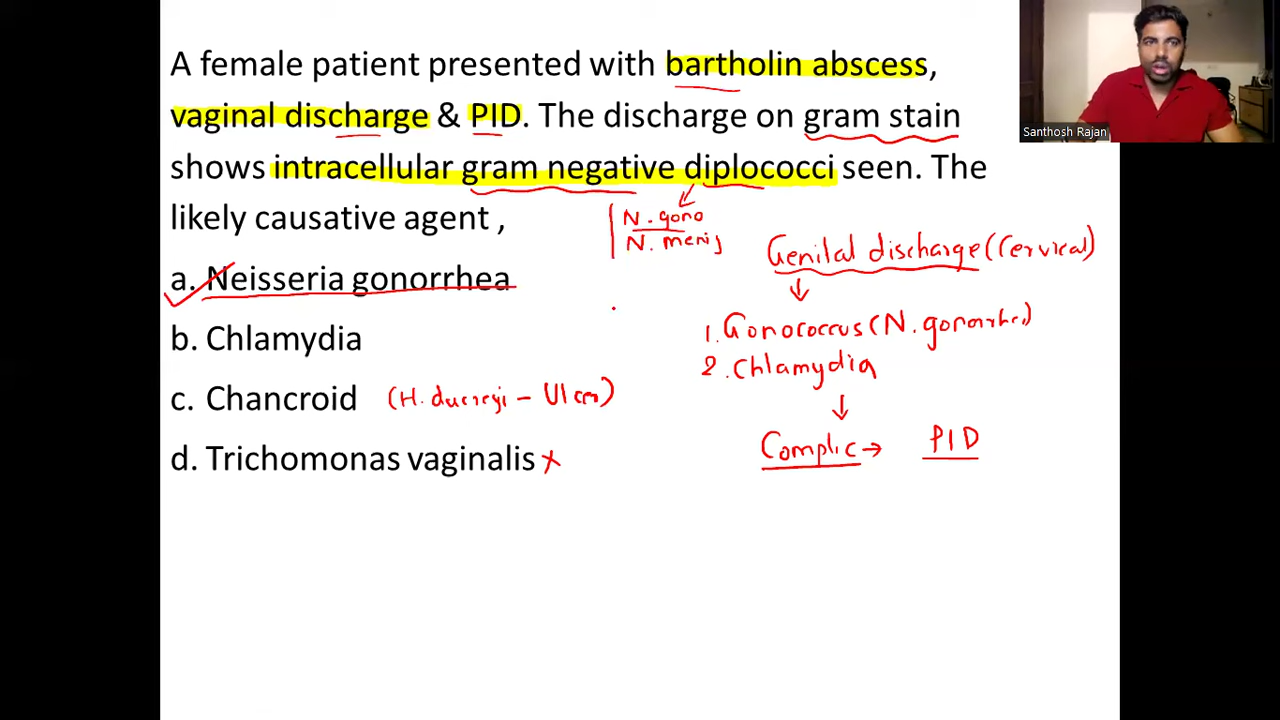 A female patient presented with bartholin abscess,
vaginal discharge & PID. The discharge on gram stain
shows intracellular gram negative diplococci seen. The
likely causative agent ,
N. gono
N. menij
Genital discharge (Cervical)
a. Neisseria gonorrhea
1. Gonococcus (N. gonorrhea)
b. Chlamydia
2. Chlamydia
c. Chancroid (H. ducreyi - Ulcer)
Complic → PID
d. Trichomonas vaginalis x
Santhosh Rajan